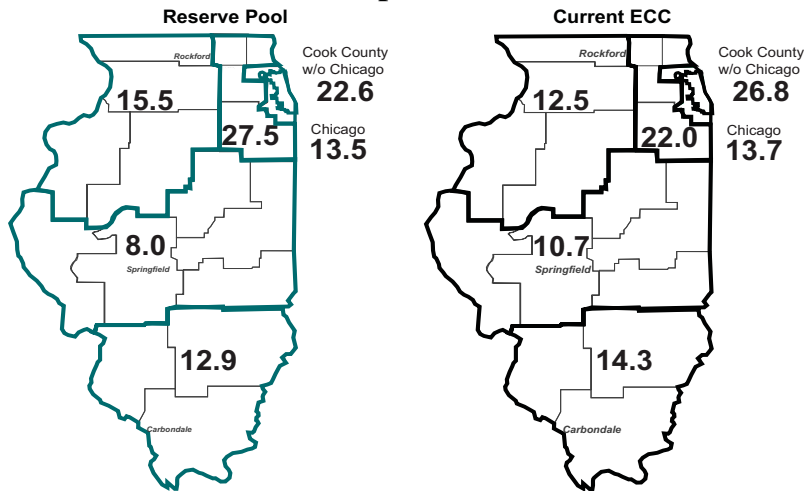 Reserve Pool
Rockford
Cook County
w/o Chicago
22.6
15.5
27.5
Chicago
13.5
8.0
Springfield
12.9
Carbondale
Current ECC
Rockford
Cook County
w/o Chicago
26.8
12.5
22.0
Chicago
13.7
10.7
Springfield
14.3
Carbondale